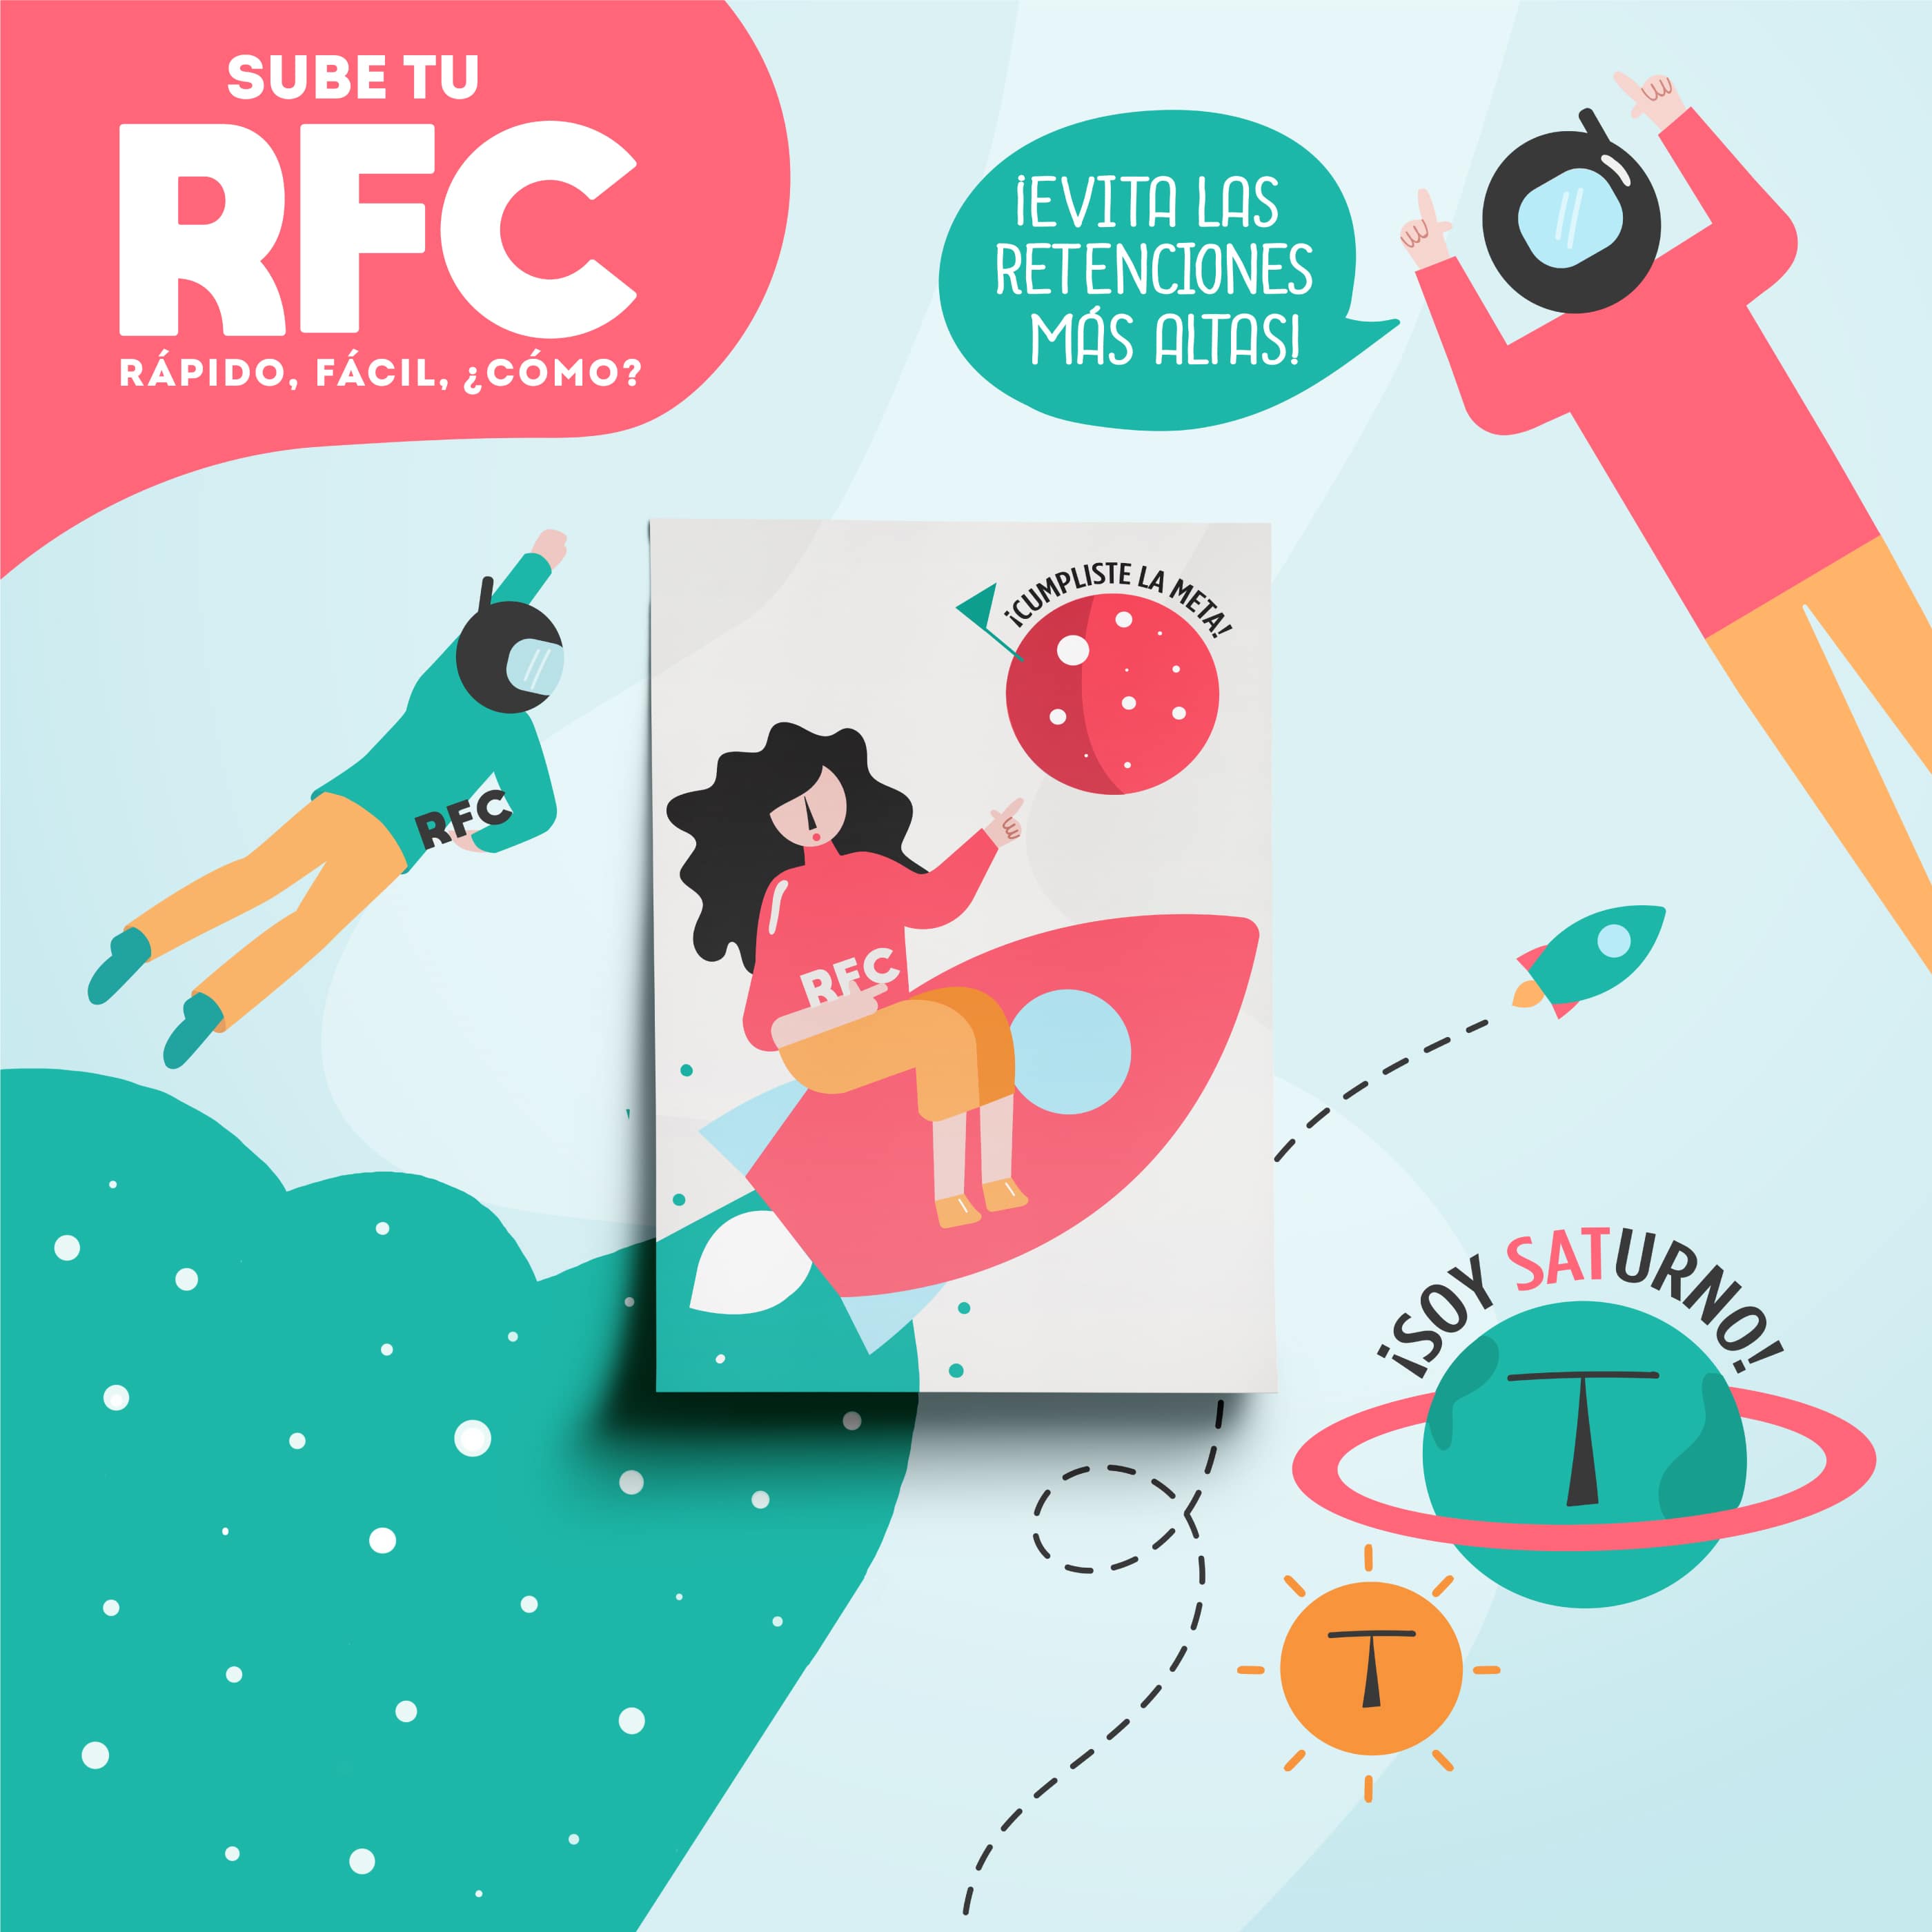 SUBE TU
RFC
RÁPIDO, FÁCIL, ¿CÓMO?
¡EVITA LAS
RETENCIONES
MÁS ALTAS!
¡CUMPLISTE LA META!
RFC
RFC
¡SOY SATURNO!
T
T